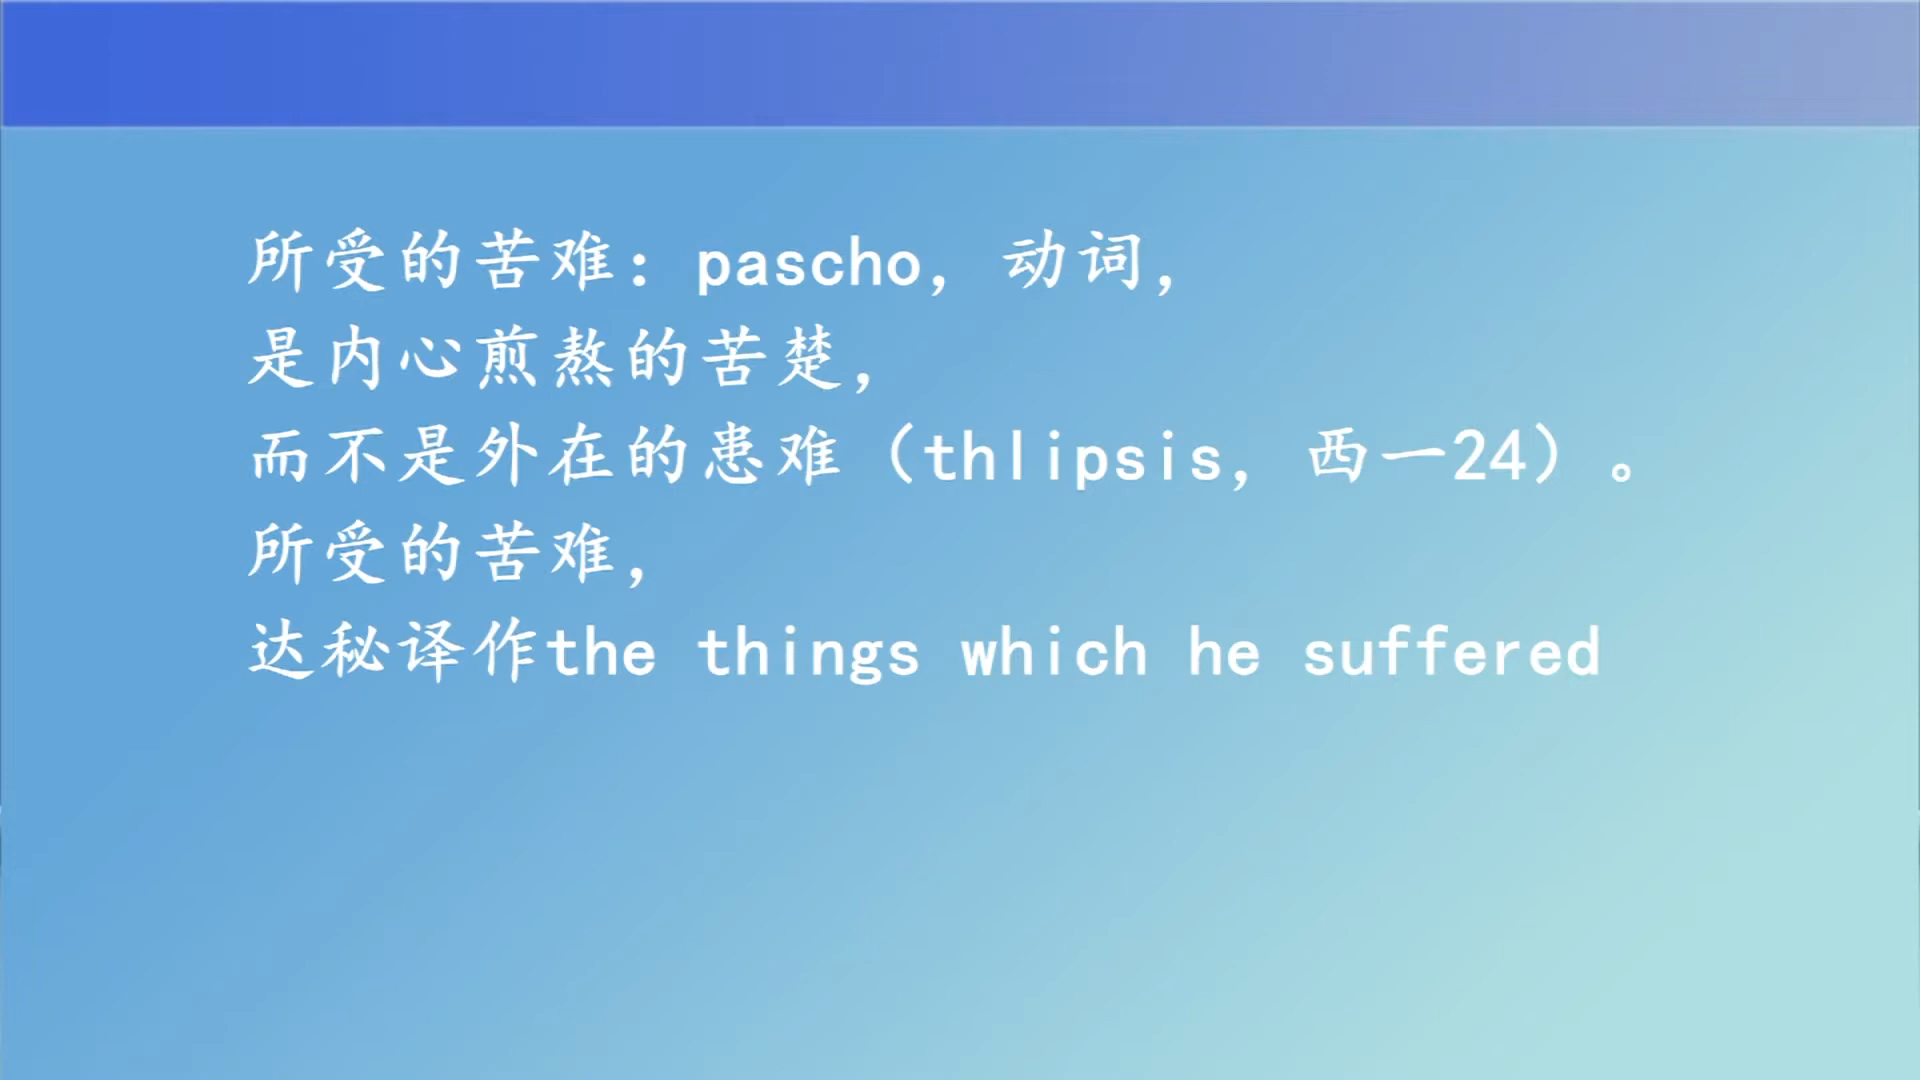 所受的苦难：pascho，动词，
是内心煎熬的苦楚，
而不是外在的患难（thlipsis，西一24）。
所受的苦难，
达秘译作the things which he suffered